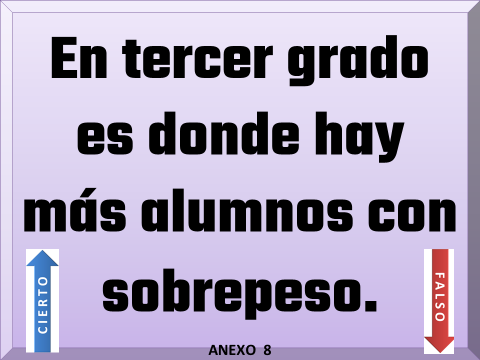 En tercer grado
es donde hay
más alumnos con
sobrepeso.
CIERTO
FALSO
ANEXO 8